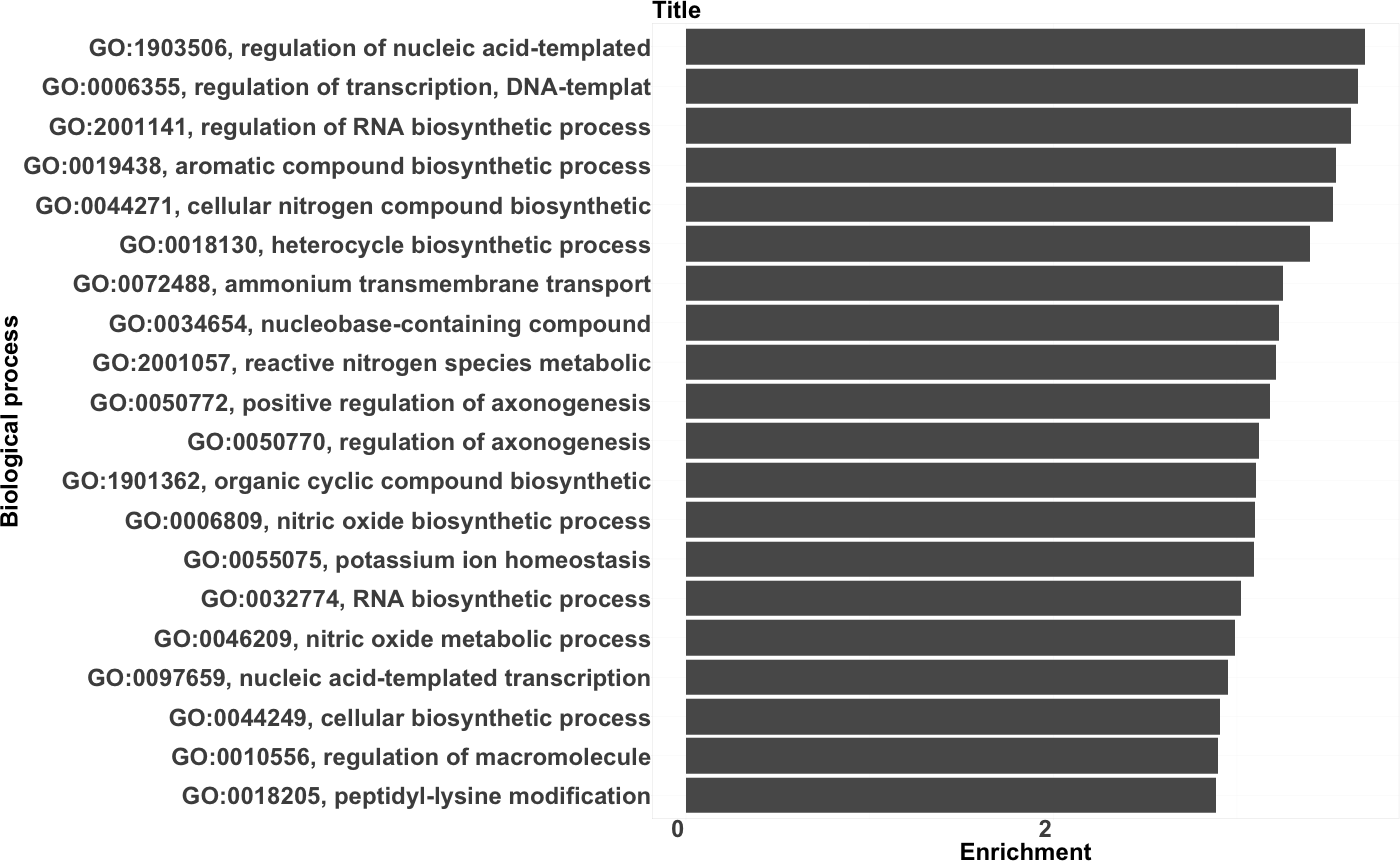 Title
GO:1903506, regulation of nucleic acid-templated
GO:0006355, regulation of transcription, DNA-templat
GO:2001141, regulation of RNA biosynthetic process
GO:0019438, aromatic compound biosynthetic process
GO:0044271, cellular nitrogen compound biosynthetic
GO:0018130, heterocycle biosynthetic process
GO:0072488, ammonium transmembrane transport
GO:0034654, nucleobase-containing compound
GO:2001057, reactive nitrogen species metabolic
GO:0050772, positive regulation of axonogenesis
GO:0050770, regulation of axonogenesis
GO:1901362, organic cyclic compound biosynthetic
GO:0006809, nitric oxide biosynthetic process
GO:0055075, potassium ion homeostasis
GO:0032774, RNA biosynthetic process
GO:0046209, nitric oxide metabolic process
GO:0097659, nucleic acid-templated transcription
GO:0044249, cellular biosynthetic process
GO:0010556, regulation of macromolecule
GO:0018205, peptidyl-lysine modification
Biological process
0 2
Enrichment